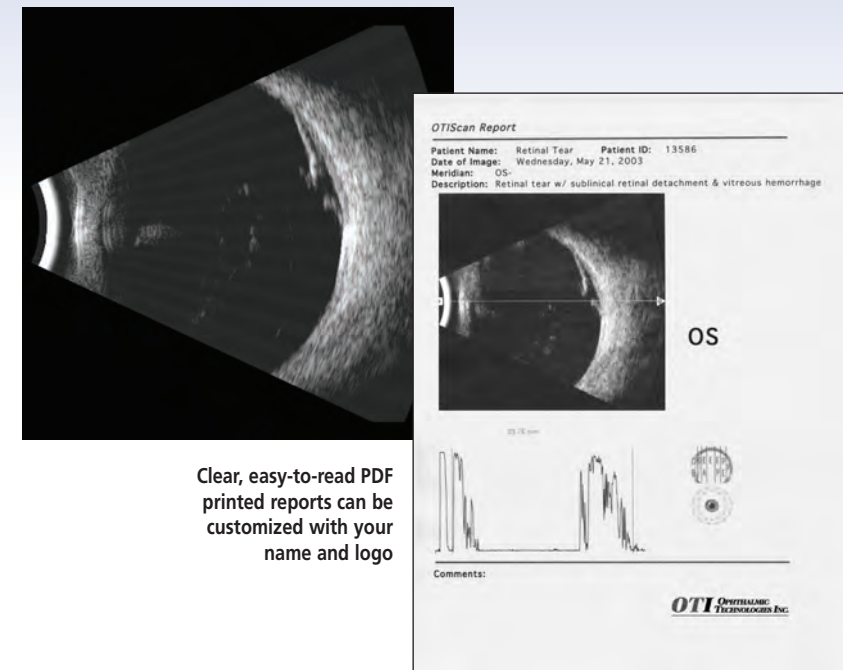 Clear, easy-to-read PDF
printed reports can be
customized with your
name and logo
OTIScan Report
Patient Name: Retinal Tear Patient ID: 13586
Date of Image: Wednesday, May 21, 2003
Meridian: OS-
Description: Retinal tear w/ sublinical retinal detachment & vitreous hemorrhage
OS
Comments:
OTI OPHTHALMIC
TECHNOLOGIES INC.